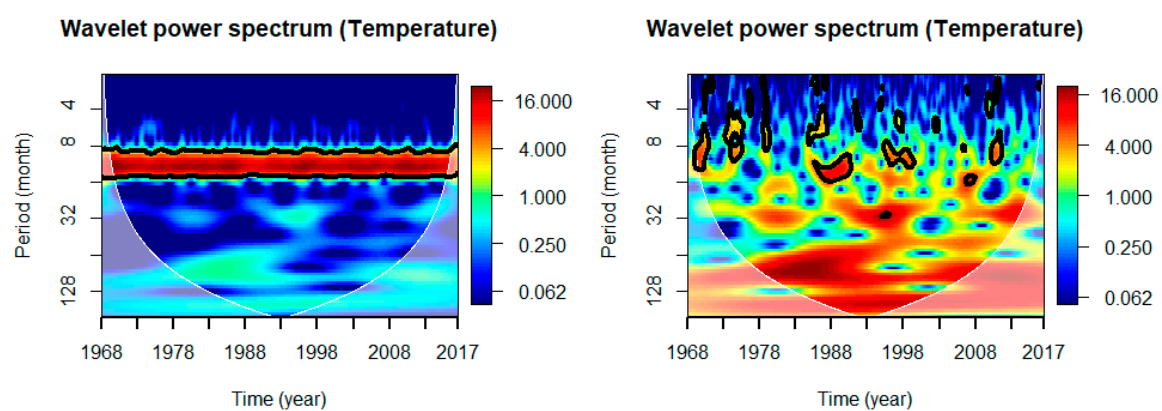 Wavelet power spectrum (Temperature)
Period (month)
4
8
32
128
16.000
4.000
1.000
0.250
0.062
1968 1978 1988 1998 2008 2017
Time (year)
Wavelet power spectrum (Temperature)
Period (month)
4
8
32
128
16.000
4.000
1.000
0.250
0.062
1968 1978 1988 1998 2008 2017
Time (year)